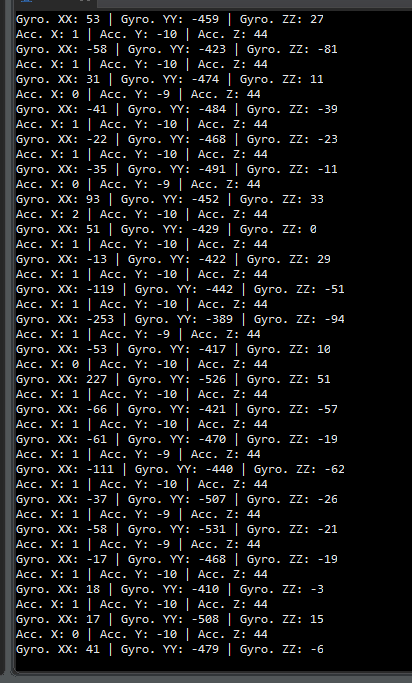 Gyro. XX: 53 | Gyro. YY: -459 | Gyro. ZZ: 27
Acc. X: 1 | Acc. Y: -10 | Acc. Z: 44
Gyro. XX: -58 | Gyro. YY: -423 | Gyro. ZZ: -81
Acc. X: 1 | Acc. Y: -10 | Acc. Z: 44
Gyro. XX: 31 | Gyro. YY: -474 | Gyro. ZZ: 11
Acc. X: 0 | Acc. Y: -9 | Acc. Z: 44
Gyro. XX: -41 | Gyro. YY: -484 | Gyro. ZZ: -39
Acc. X: 1 | Acc. Y: -10 | Acc. Z: 44
Gyro. XX: -22 | Gyro. YY: -468 | Gyro. ZZ: -23
Acc. X: 1 | Acc. Y: -10 | Acc. Z: 44
Gyro. XX: -35 | Gyro. YY: -491 | Gyro. ZZ: -11
Acc. X: 0 | Acc. Y: -9 | Acc. Z: 44
Gyro. XX: 93 | Gyro. YY: -452 | Gyro. ZZ: 33
Acc. X: 2 | Acc. Y: -10 | Acc. Z: 44
Gyro. XX: 51 | Gyro. YY: -429 | Gyro. ZZ: 0
Acc. X: 1 | Acc. Y: -10 | Acc. Z: 44
Gyro. XX: -13 | Gyro. YY: -422 | Gyro. ZZ: 29
Acc. X: 1 | Acc. Y: -10 | Acc. Z: 44
Gyro. XX: -119 | Gyro. YY: -442 | Gyro. ZZ: -51
Acc. X: 1 | Acc. Y: -10 | Acc. Z: 44
Gyro. XX: -253 | Gyro. YY: -389 | Gyro. ZZ: -94
Acc. X: 1 | Acc. Y: -9 | Acc. Z: 44
Gyro. XX: -53 | Gyro. YY: -417 | Gyro. ZZ: 10
Acc. X: 0 | Acc. Y: -10 | Acc. Z: 44
Gyro. XX: 227 | Gyro. YY: -526 | Gyro. ZZ: 51
Acc. X: 1 | Acc. Y: -10 | Acc. Z: 44
Gyro. XX: -66 | Gyro. YY: -421 | Gyro. ZZ: -57
Acc. X: 1 | Acc. Y: -10 | Acc. Z: 44
Gyro. XX: -61 | Gyro. YY: -470 | Gyro. ZZ: -19
Acc. X: 1 | Acc. Y: -9 | Acc. Z: 44
Gyro. XX: -111 | Gyro. YY: -440 | Gyro. ZZ: -62
Acc. X: 1 | Acc. Y: -10 | Acc. Z: 44
Gyro. XX: -37 | Gyro. YY: -507 | Gyro. ZZ: -26
Acc. X: 1 | Acc. Y: -9 | Acc. Z: 44
Gyro. XX: -58 | Gyro. YY: -531 | Gyro. ZZ: -21
Acc. X: 1 | Acc. Y: -9 | Acc. Z: 44
Gyro. XX: -17 | Gyro. YY: -468 | Gyro. ZZ: -19
Acc. X: 1 | Acc. Y: -10 | Acc. Z: 44
Gyro. XX: 18 | Gyro. YY: -410 | Gyro. ZZ: -3
Acc. X: 1 | Acc. Y: -10 | Acc. Z: 44
Gyro. XX: 17 | Gyro. YY: -508 | Gyro. ZZ: 15
Acc. X: 0 | Acc. Y: -10 | Acc. Z: 44
Gyro. XX: 41 | Gyro. YY: -479 | Gyro. ZZ: -6